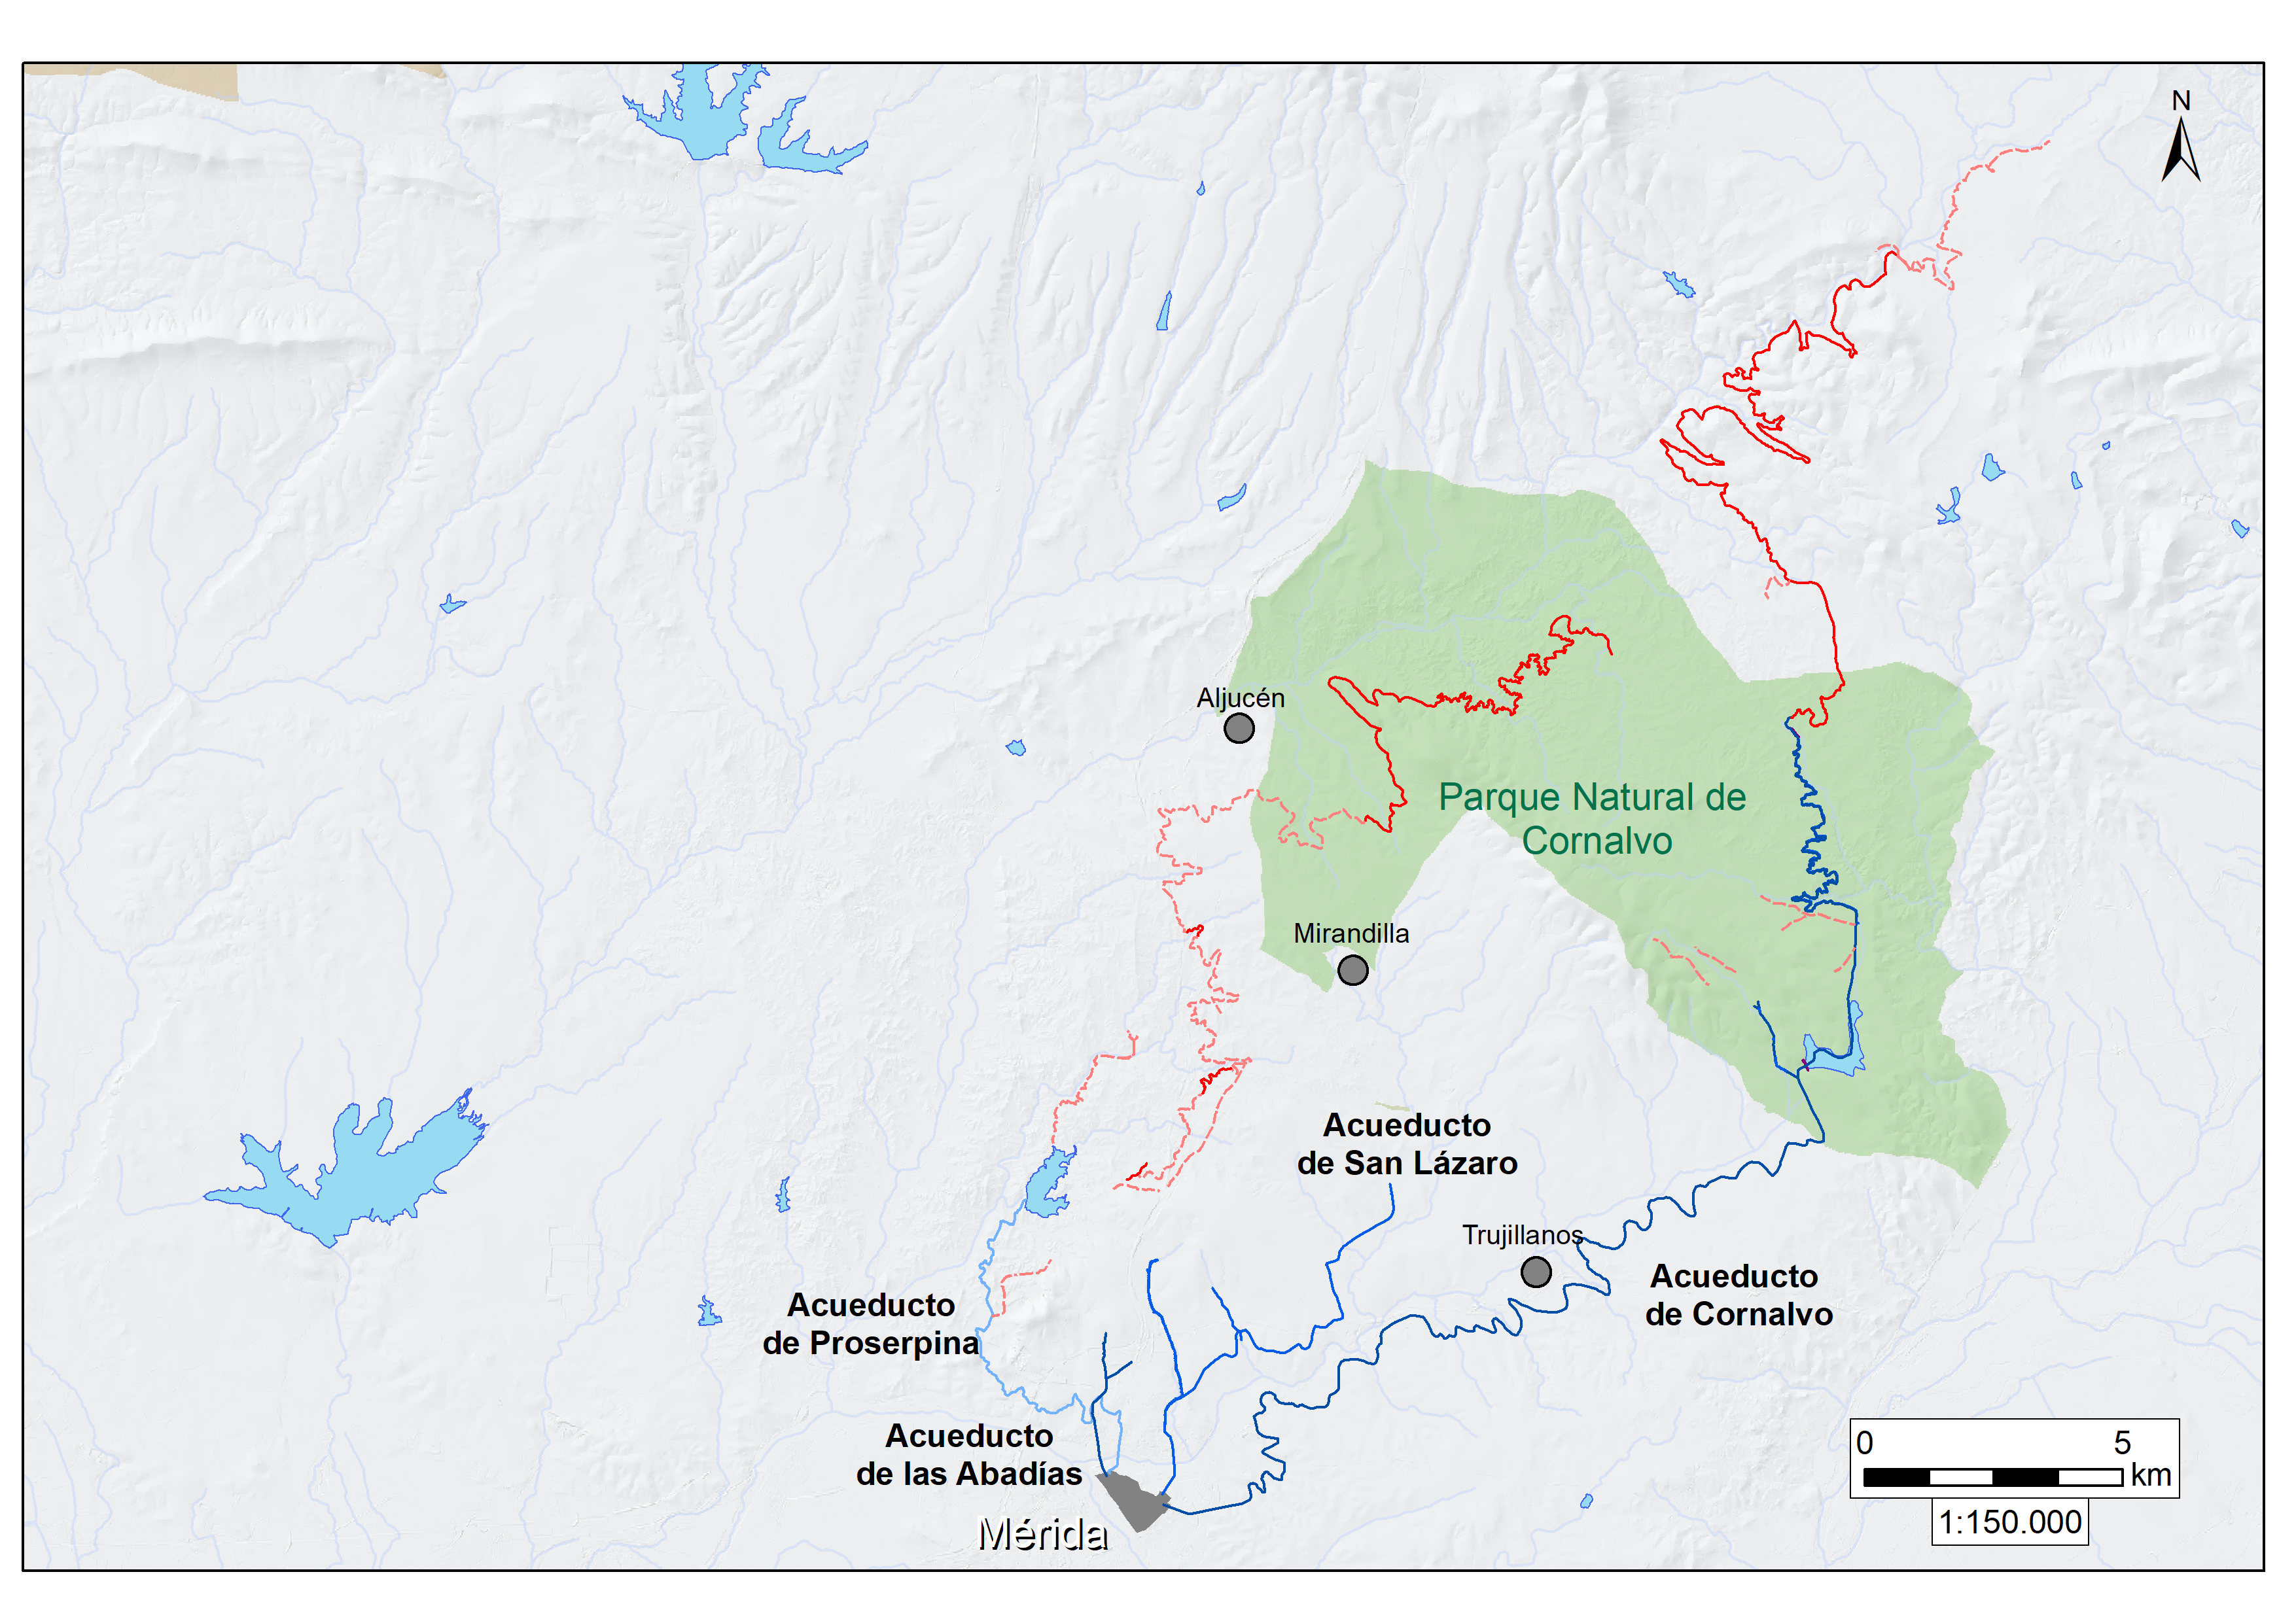 N
Aljucén
Parque Natural de
Cornalvo
Mirandilla
Acueducto
de San Lázaro
Trujillanos
Acueducto
de Cornalvo
Acueducto
de Proserpina
Acueducto
de las Abadías
Mérida
0 5
km
1:150.000